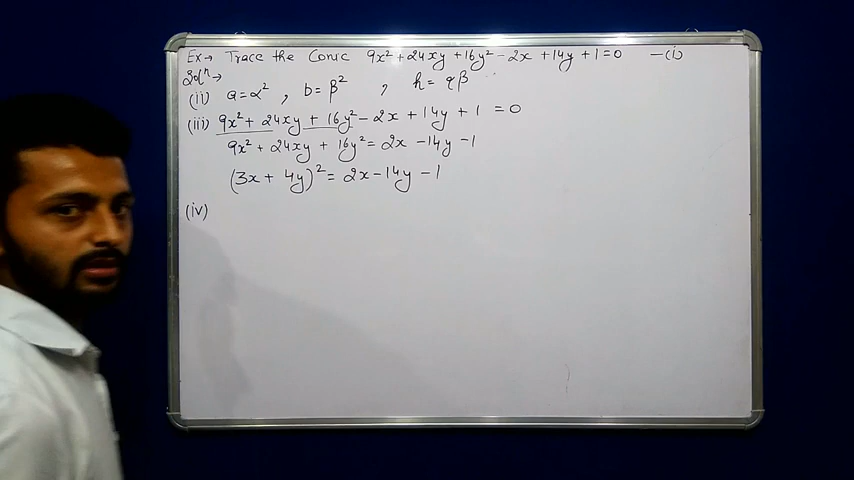 Ex→ Trace the Conic 9x² + 24xy + 16y² - 2x + 14y + 1 = 0 —(i)
Solⁿ→
(ii) a = α² , b = β² , h = αβ
(iii) 9x² + 24xy + 16y² - 2x + 14y + 1 = 0
9x² + 24xy + 16y² = 2x - 14y - 1
(3x + 4y)² = 2x - 14y - 1
(iv)